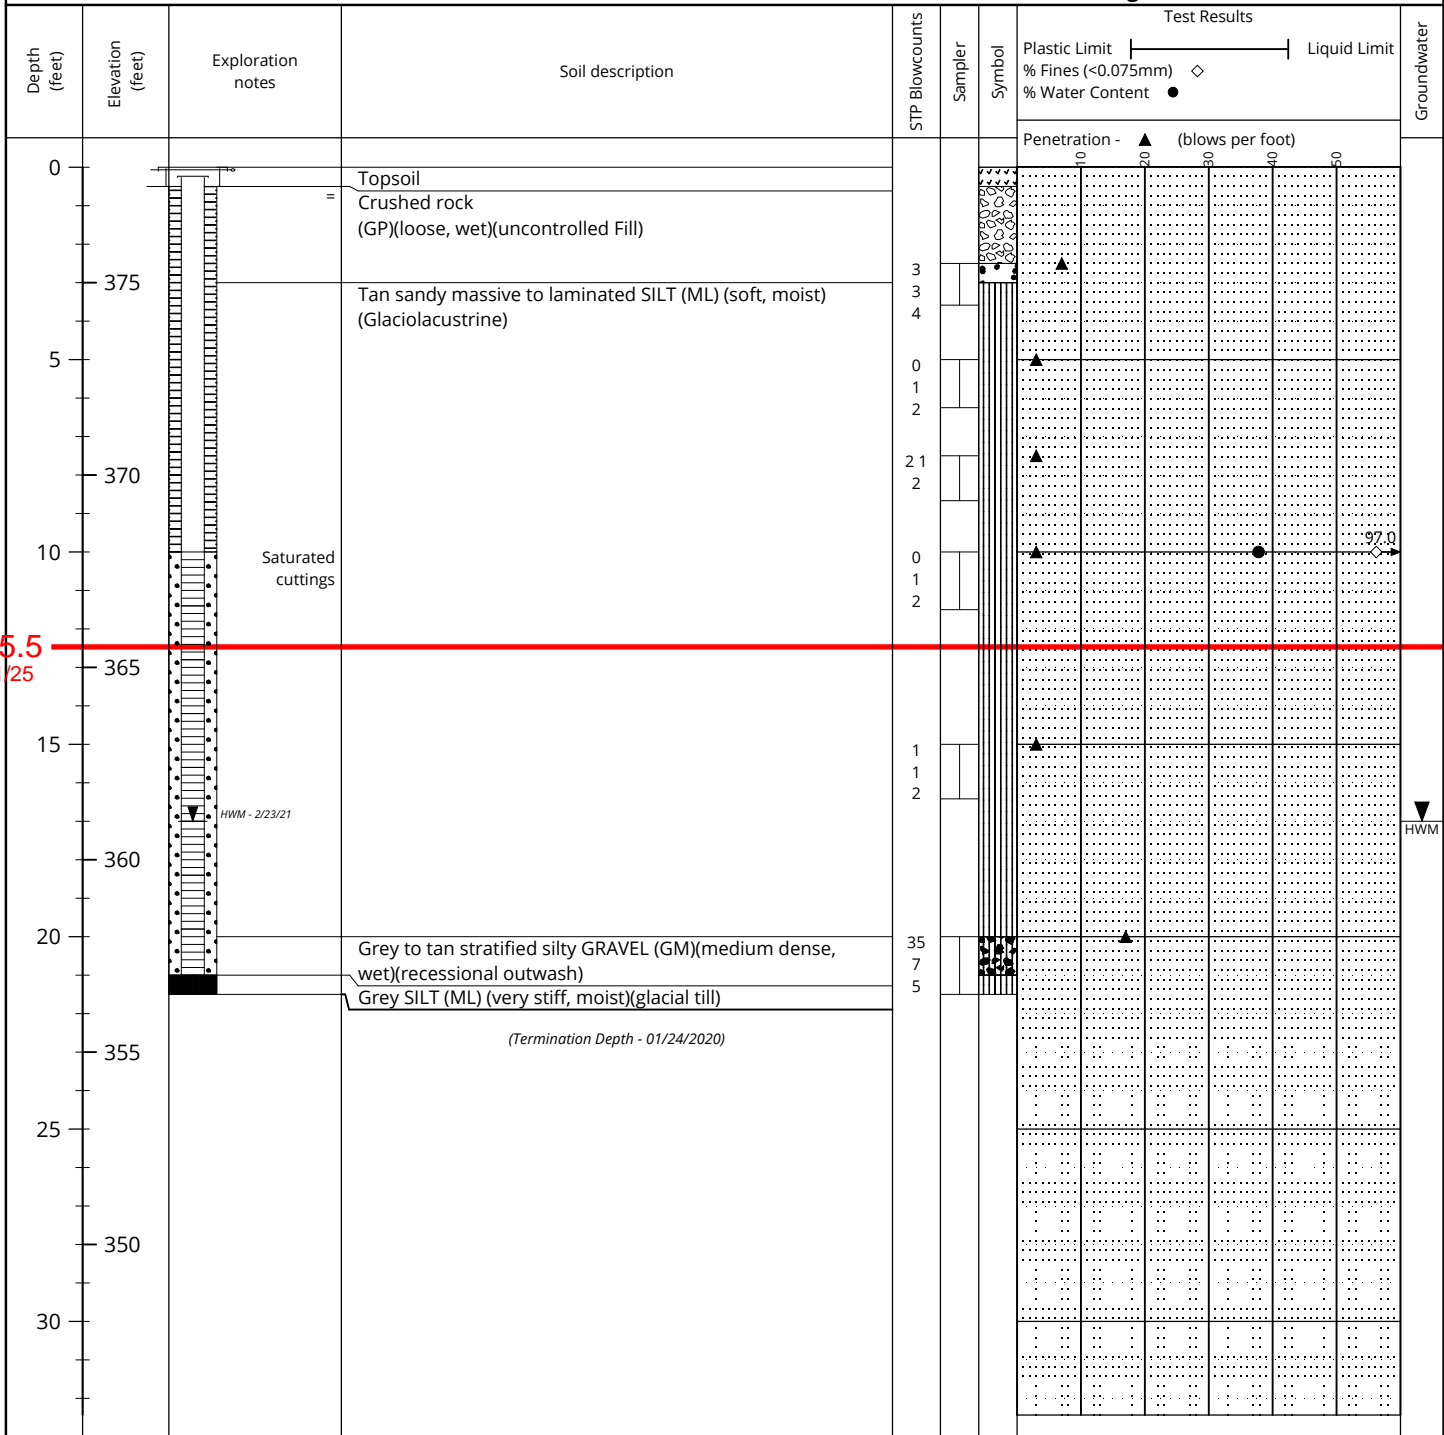 Depth (feet)
Elevation (feet)
Exploration notes
Soil description
STP Blowcounts
Sampler
Symbol
Test Results
Plastic Limit
Liquid Limit
% Fines (<0.075mm)
% Water Content
Penetration - (blows per foot)
Groundwater
10 20 30 40 50
0
Topsoil
=
Crushed rock
(GP)(loose, wet)(uncontrolled Fill)
3
375
3
Tan sandy massive to laminated SILT (ML) (soft, moist)
4
(Glaciolacustrine)
5
0
1
2
2 1
370
2
97.0
10
Saturated
0
cuttings
1
2
5.5
365
/25
15
1
1
2
HWM - 2/23/21
HWM
360
20
35
Grey to tan stratified silty GRAVEL (GM)(medium dense,
7
wet)(recessional outwash)
5
Grey SILT (ML) (very stiff, moist)(glacial till)
(Termination Depth - 01/24/2020)
355
25
350
30